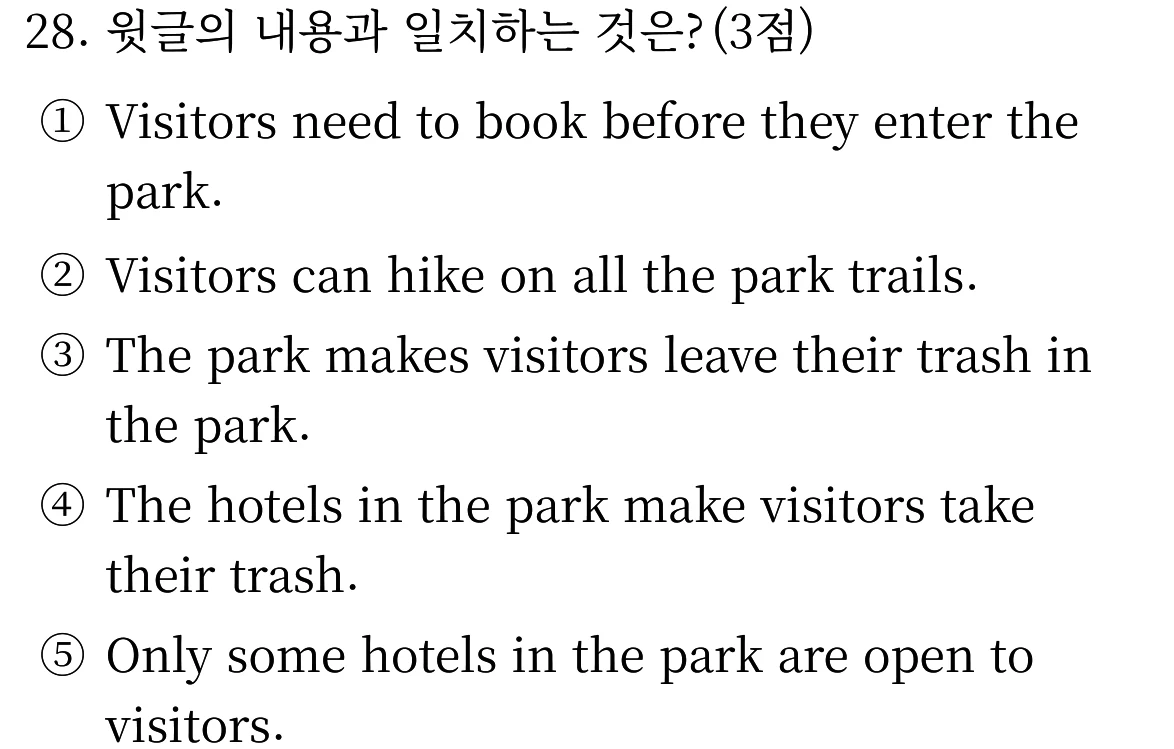 28. 윗글의 내용과 일치하는 것은?(3점)
① Visitors need to book before they enter the
park.
② Visitors can hike on all the park trails.
③ The park makes visitors leave their trash in
the park.
④ The hotels in the park make visitors take
their trash.
⑤ Only some hotels in the park are open to
visitors.